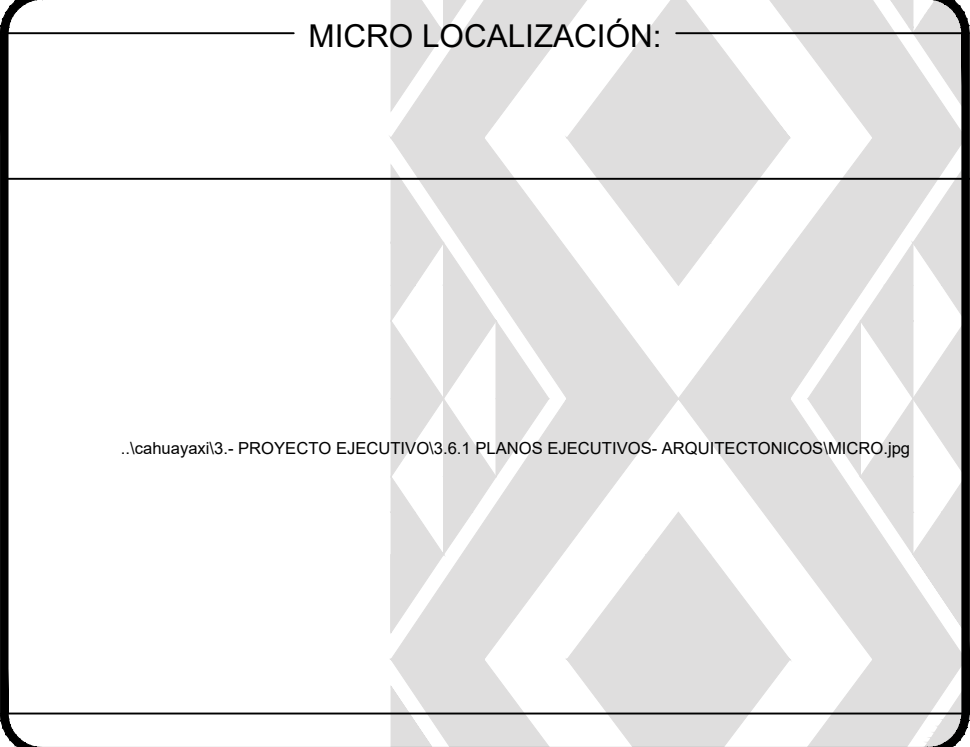 MICRO LOCALIZACIÓN:
..\cahuayaxi\3.- PROYECTO EJECUTIVO\3.6.1 PLANOS EJECUTIVOS- ARQUITECTONICOS\MICRO.jpg